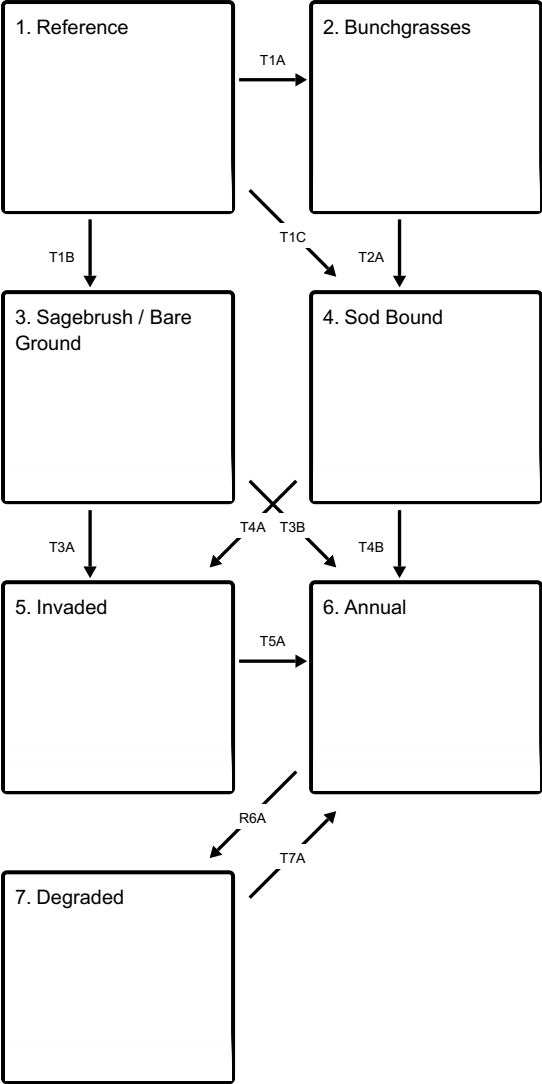 1. Reference
2. Bunchgrasses
T1A
T1C
T1B
T2A
3. Sagebrush / Bare
Ground
4. Sod Bound
T4A
T3B
T3A
T4B
5. Invaded
6. Annual
T5A
R6A
T7A
7. Degraded